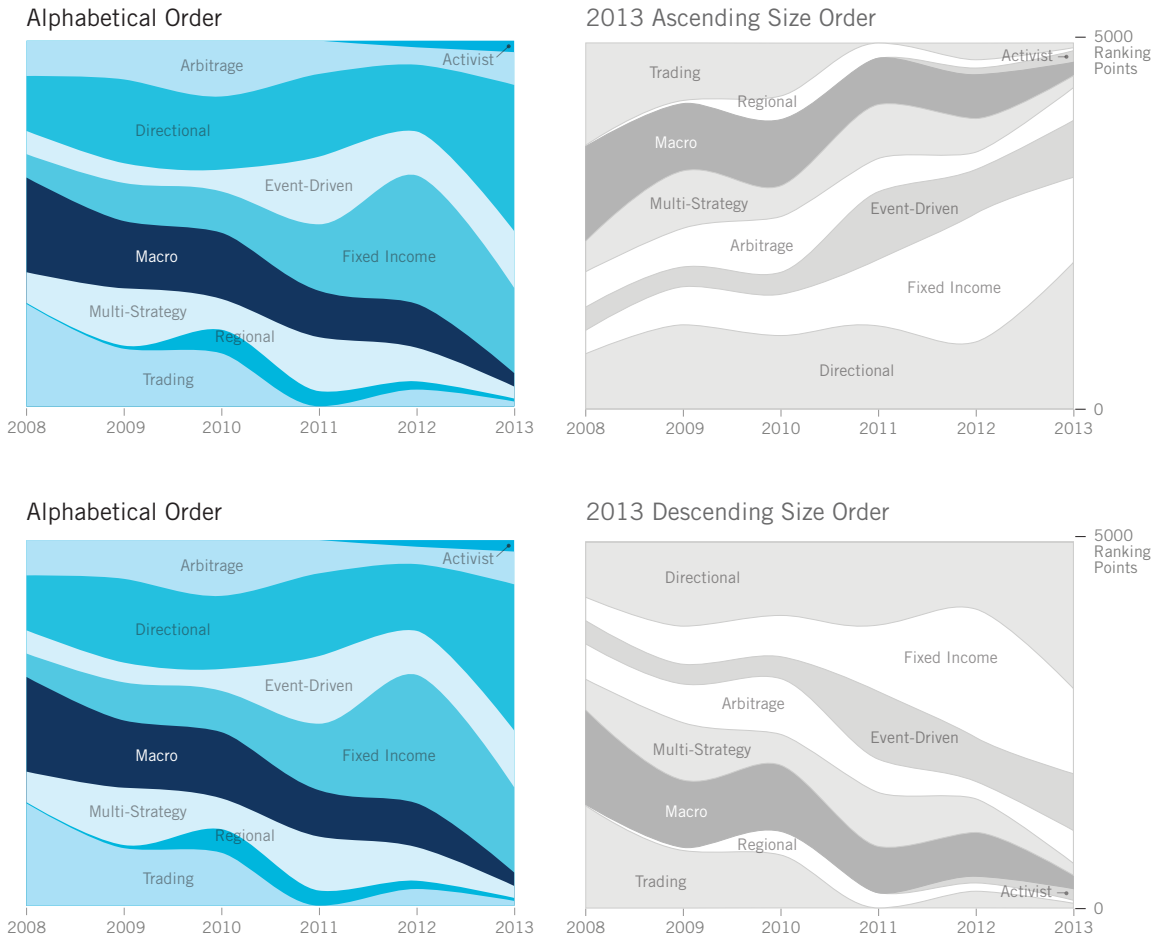 Alphabetical Order
Arbitrage
Activist
Directional
Event-Driven
Macro
Fixed Income
Multi-Strategy
Regional
Trading
2008 2009 2010 2011 2012 2013
2013 Ascending Size Order
5000
Ranking
Points
Activist
Trading
Regional
Macro
Multi-Strategy
Event-Driven
Arbitrage
Fixed Income
Directional
0
2008 2009 2010 2011 2012 2013
Alphabetical Order
Arbitrage
Activist
Directional
Event-Driven
Macro
Fixed Income
Multi-Strategy
Regional
Trading
2008 2009 2010 2011 2012 2013
2013 Descending Size Order
5000
Ranking
Points
Directional
Fixed Income
Arbitrage
Event-Driven
Multi-Strategy
Macro
Regional
Trading
Activist
0
2008 2009 2010 2011 2012 2013